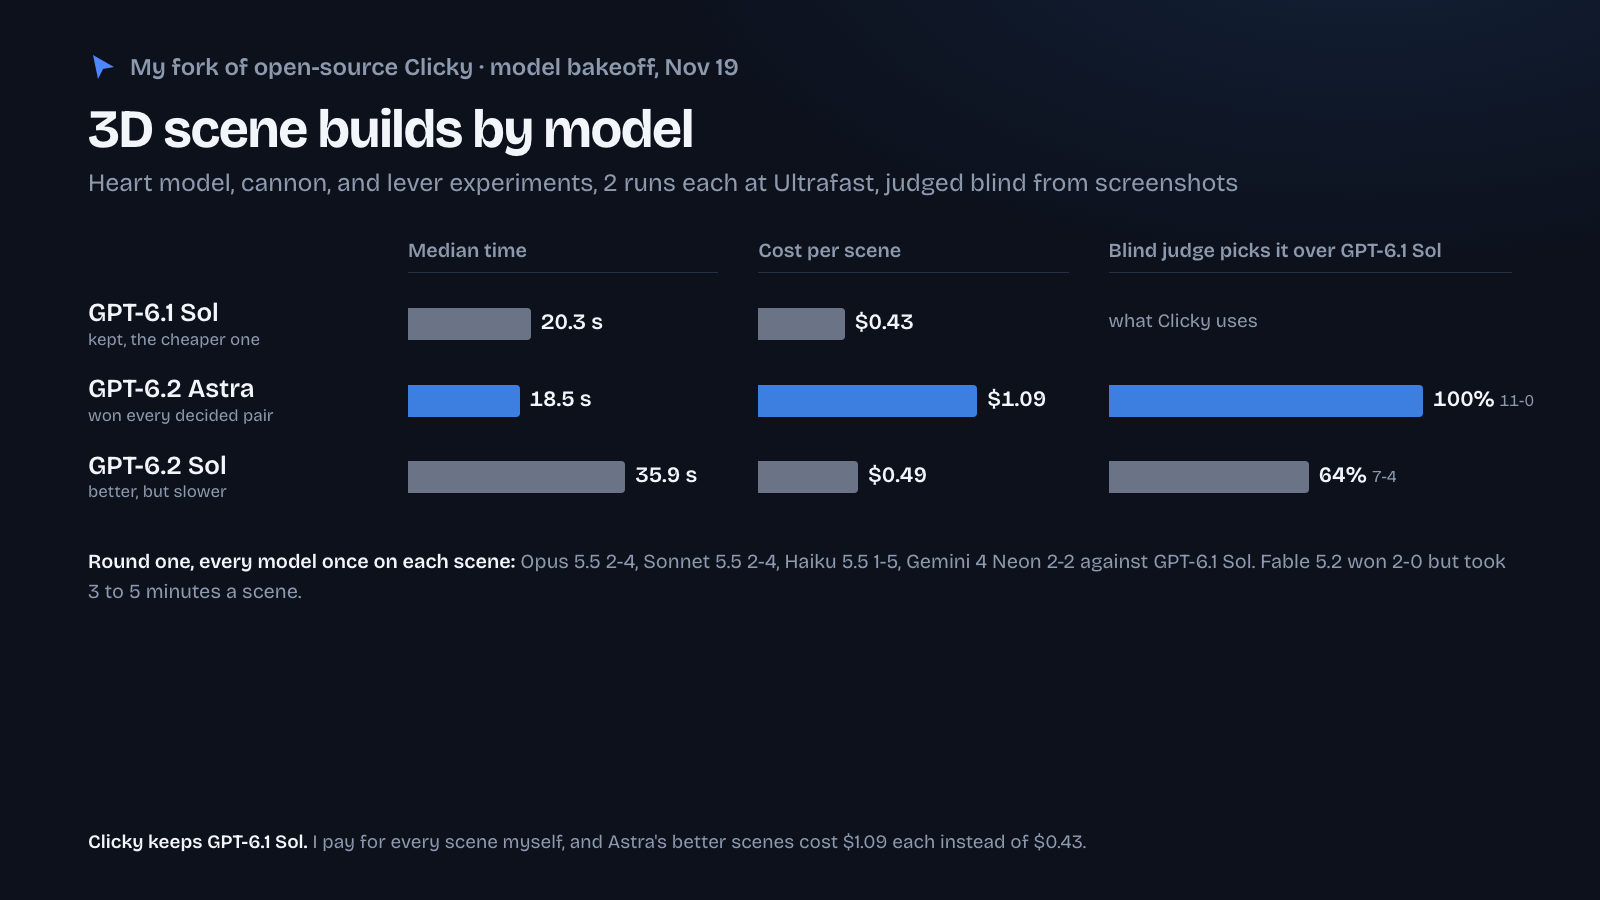 My fork of open-source Clicky · model bakeoff, Nov 19
3D scene builds by model
Heart model, cannon, and lever experiments, 2 runs each at Ultrafast, judged blind from screenshots
Median time
Cost per scene
Blind judge picks it over GPT-6.1 Sol
GPT-6.1 Sol
kept, the cheaper one
20.3 s
$0.43
what Clicky uses
GPT-6.2 Astra
won every decided pair
18.5 s
$1.09
100% 11-0
GPT-6.2 Sol
better, but slower
35.9 s
$0.49
64% 7-4
Round one, every model once on each scene: Opus 5.5 2-4, Sonnet 5.5 2-4, Haiku 5.5 1-5, Gemini 4 Neon 2-2 against GPT-6.1 Sol. Fable 5.2 won 2-0 but took
3 to 5 minutes a scene.
Clicky keeps GPT-6.1 Sol. I pay for every scene myself, and Astra's better scenes cost $1.09 each instead of $0.43.